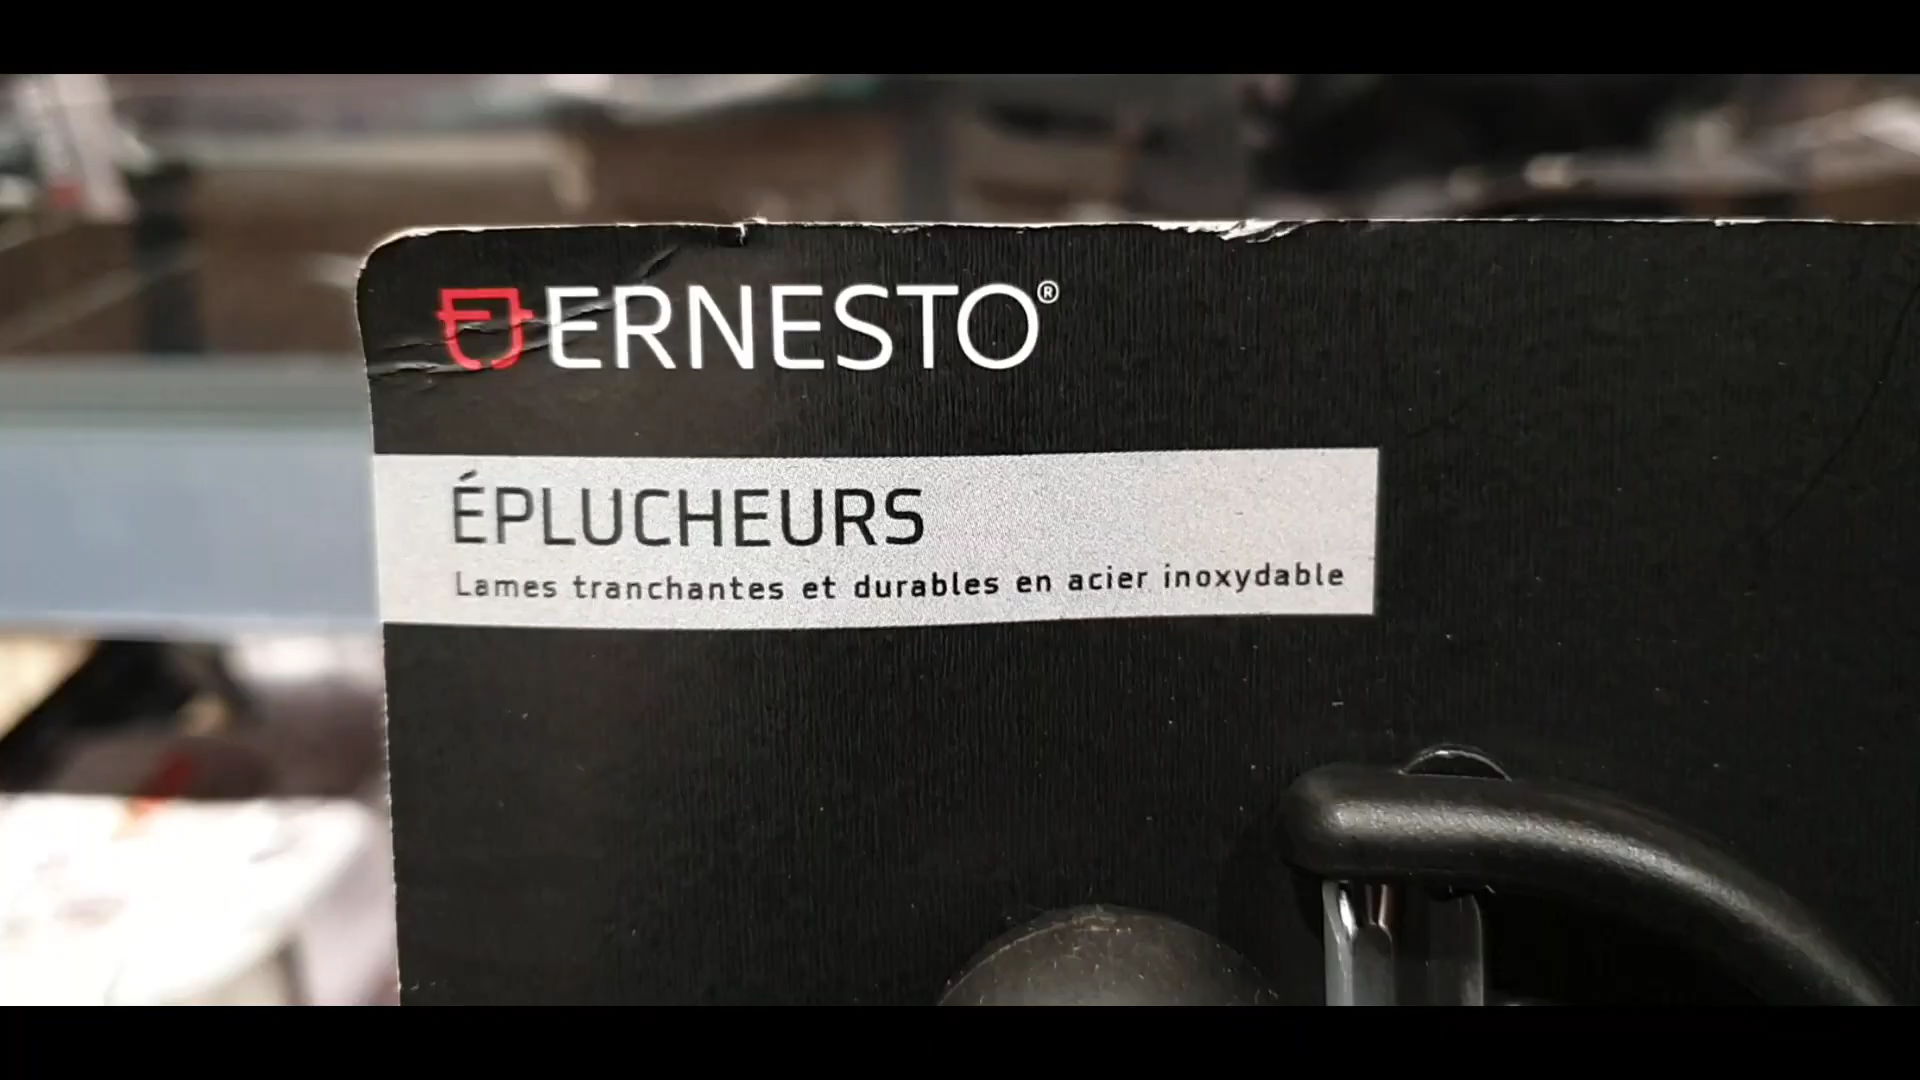 ERNESTO®
ÉPLUCHEURS
Lames tranchantes et durables en acier inoxydable